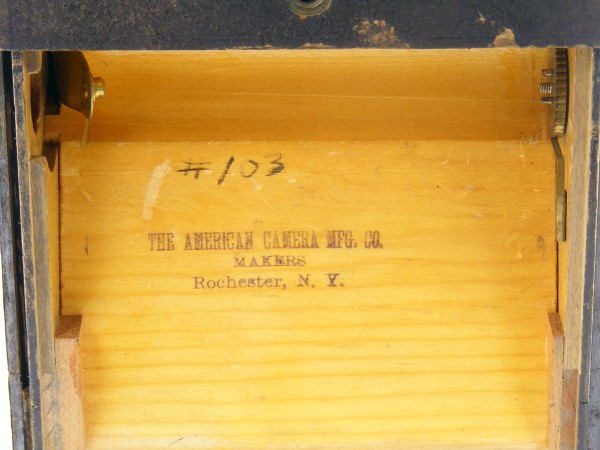 # 103
THE AMERICAN CAMERA MFG. CO.
MAKERS
Rochester, N. Y.